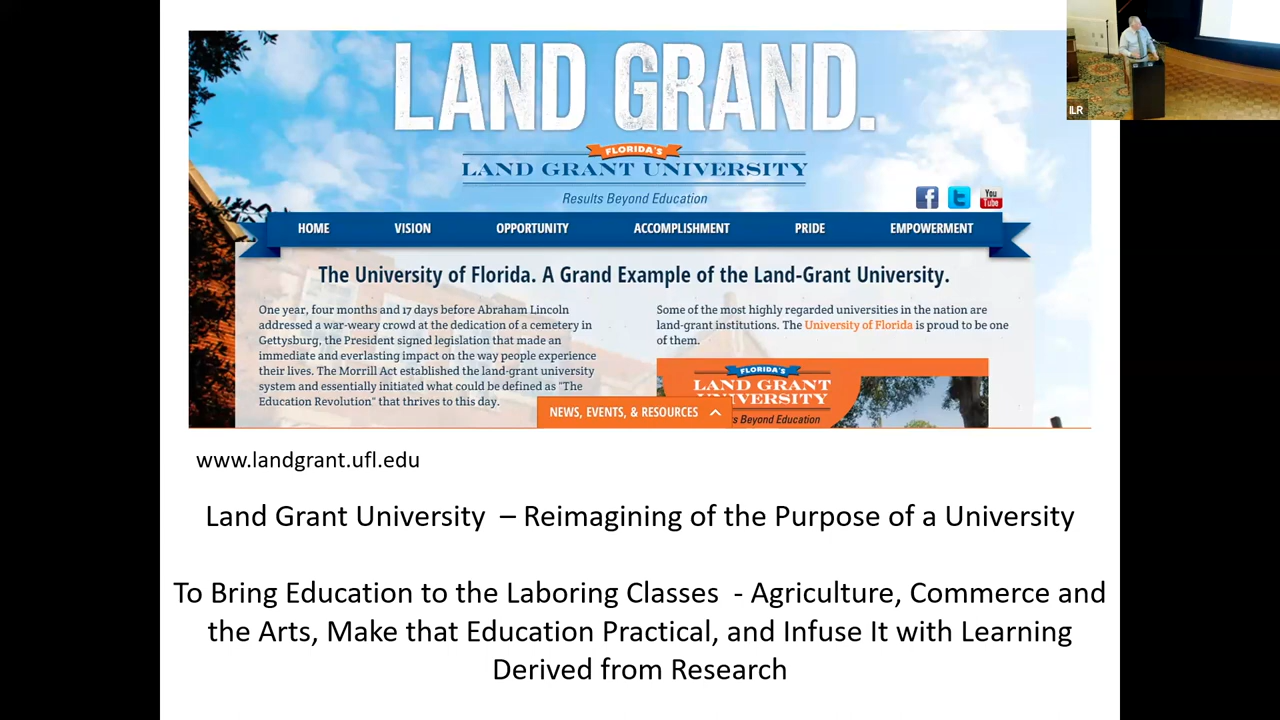 LAND GRAND.
FLORIDA'S
LAND GRANT UNIVERSITY
Results Beyond Education
You
Tube
HOME VISION OPPORTUNITY ACCOMPLISHMENT PRIDE EMPOWERMENT
The University of Florida. A Grand Example of the Land-Grant University.
One year, four months and 17 days before Abraham Lincoln
addressed a war-weary crowd at the dedication of a cemetery in
Gettysburg, the President signed legislation that made an
immediate and everlasting impact on the way people experience
their lives. The Morrill Act established the land-grant university
system and essentially initiated what could be defined as "The
Education Revolution" that thrives to this day.
Some of the most highly regarded universities in the nation are
land-grant institutions. The University of Florida is proud to be one
of them.
FLORIDA'S
LAND GRANT
UNIVERSITY
s Beyond Education
NEWS, EVENTS, & RESOURCES
ILR
www.landgrant.ufl.edu
Land Grant University – Reimagining of the Purpose of a University
To Bring Education to the Laboring Classes - Agriculture, Commerce and
the Arts, Make that Education Practical, and Infuse It with Learning
Derived from Research